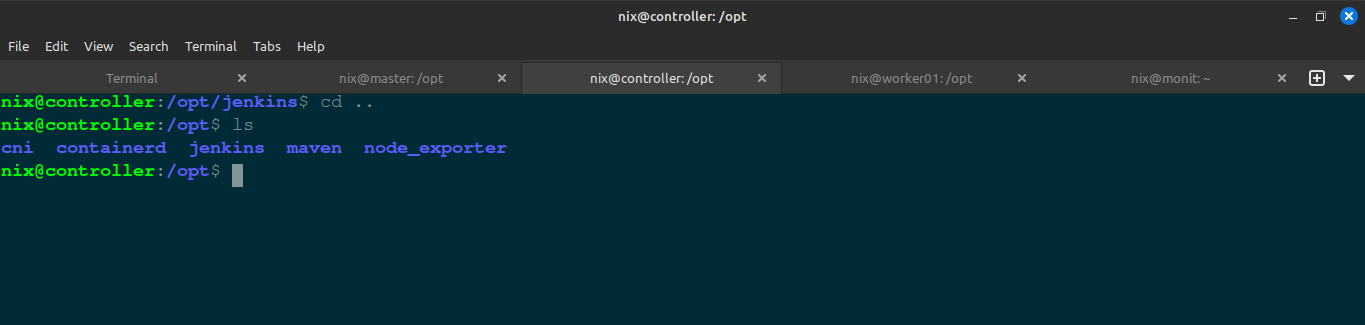 nix@controller: /opt
File Edit View Search Terminal Tabs Help
Terminal nix@master: /opt nix@controller: /opt nix@worker01: /opt nix@monit: ~
nix@controller:/opt/jenkins$ cd ..
nix@controller:/opt$ ls
cni containerd jenkins maven node_exporter
nix@controller:/opt$